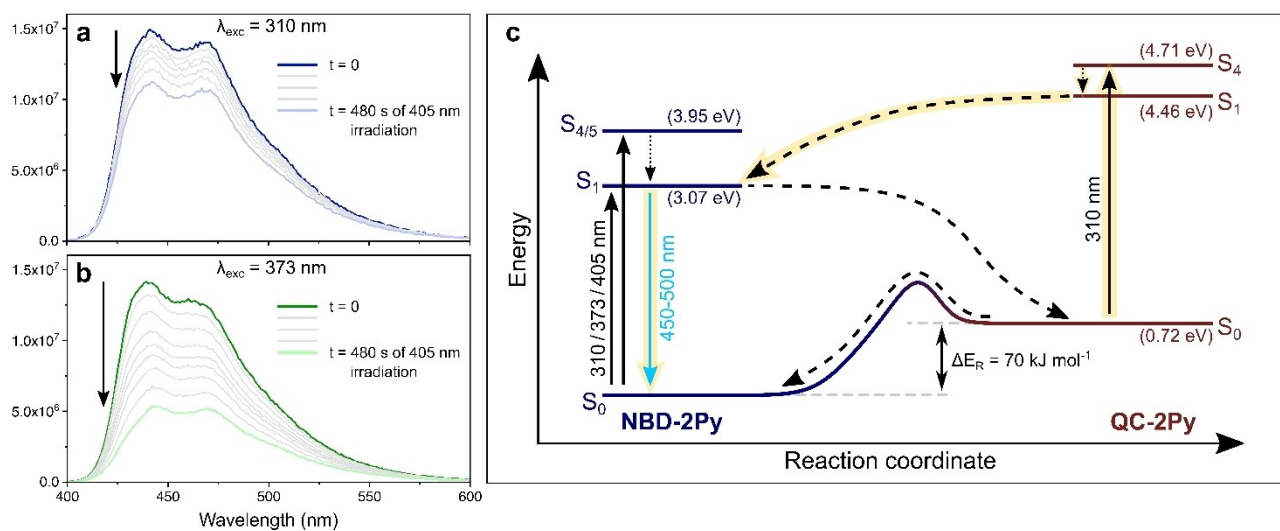 a
λexc = 310 nm
t = 0
t = 480 s of 405 nm
irradiation
1.5x10⁷
1.0x10⁷
5.0x10⁶
0.0
b
λexc = 373 nm
t = 0
t = 480 s of 405 nm
irradiation
1.5x10⁷
1.0x10⁷
5.0x10⁶
0.0
400 450 500 550 600
Wavelength (nm)
c
Energy
S4/5 (3.95 eV)
S1 (3.07 eV)
310 / 373 / 405 nm
450-500 nm
S0
NBD-2Py
(4.71 eV) S4
S1
(4.46 eV)
310 nm
S0
(0.72 eV)
ΔER = 70 kJ mol⁻¹
QC-2Py
Reaction coordinate